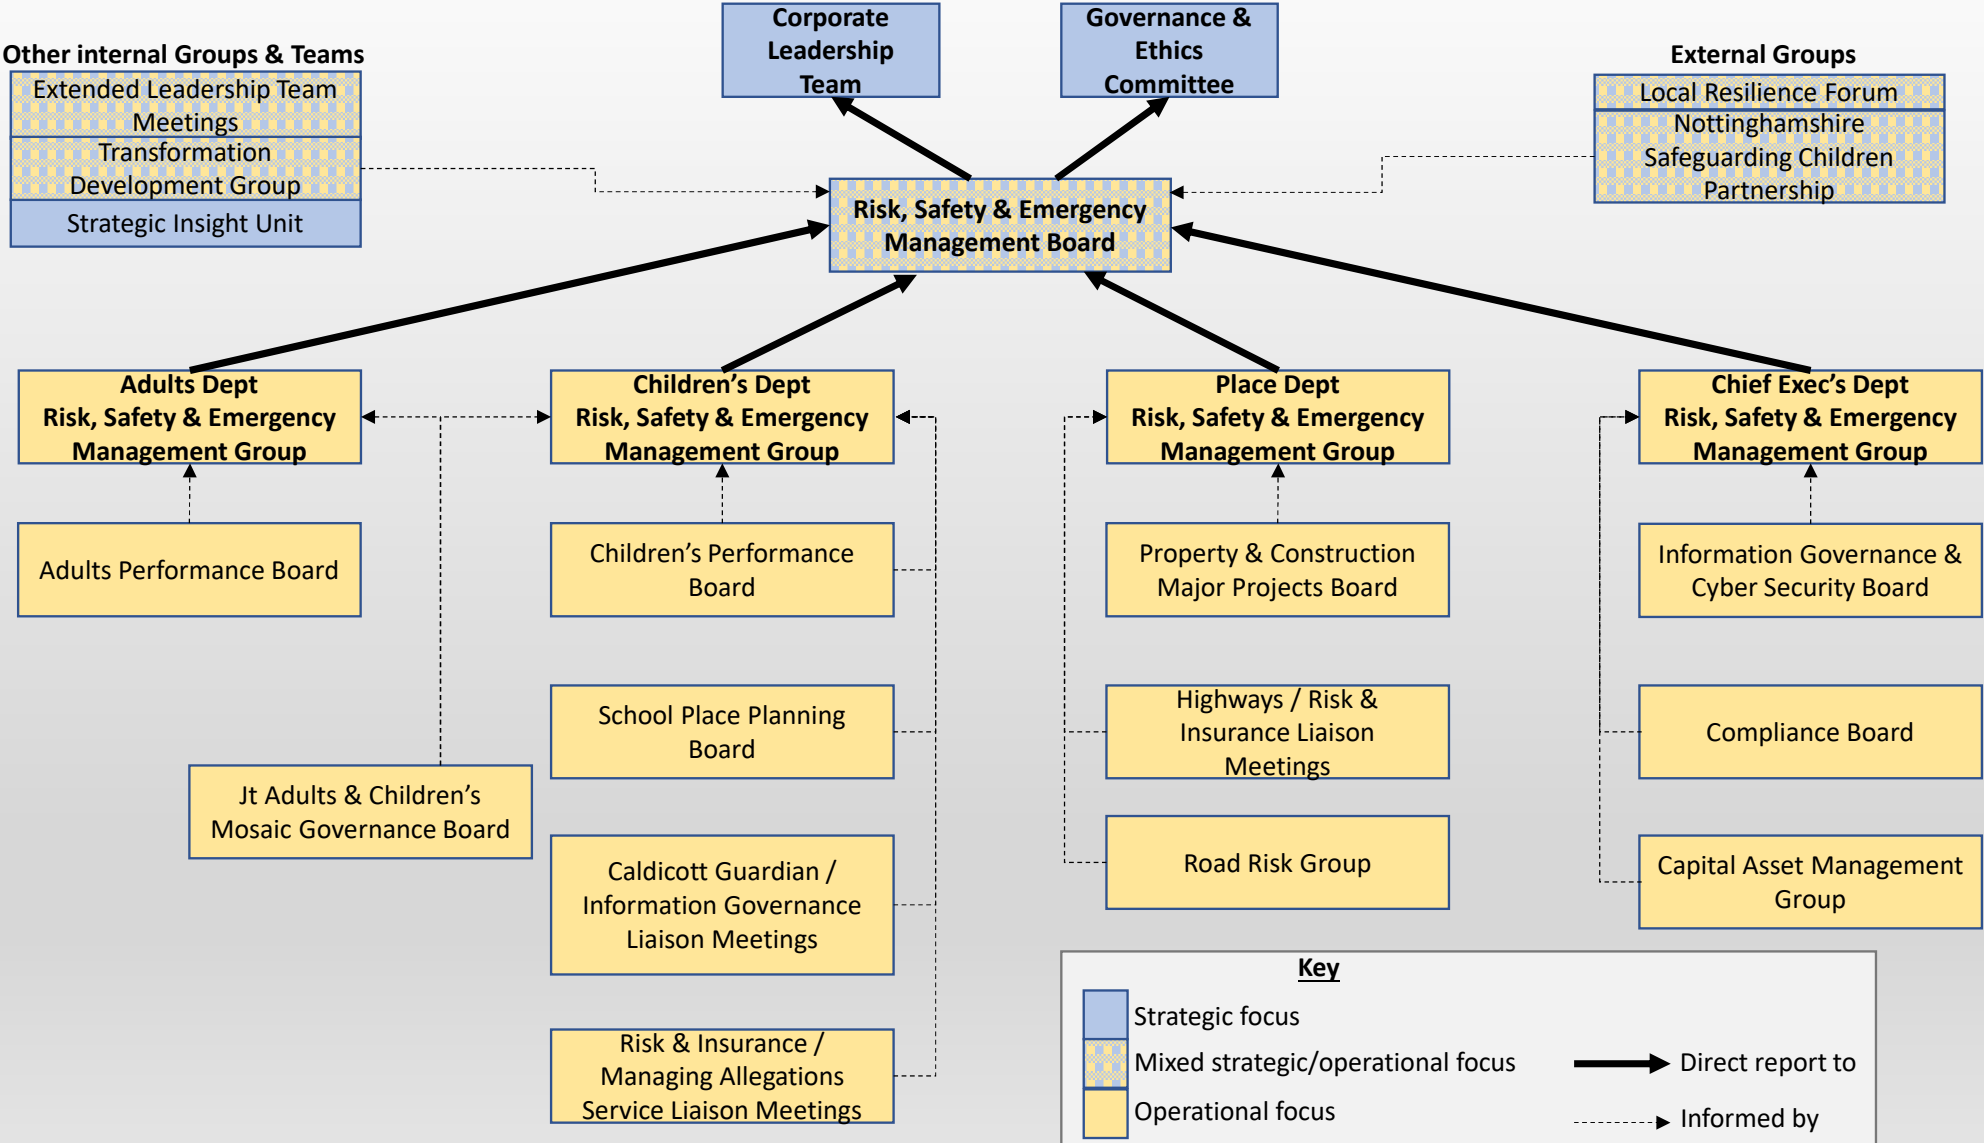 Corporate
Leadership
Team
Governance &
Ethics
Committee
Other internal Groups & Teams
Extended Leadership Team
Meetings
Transformation
Development Group
Strategic Insight Unit
External Groups
Local Resilience Forum
Nottinghamshire
Safeguarding Children
Partnership
Risk, Safety & Emergency
Management Board
Adults Dept
Risk, Safety & Emergency
Management Group
Children’s Dept
Risk, Safety & Emergency
Management Group
Place Dept
Risk, Safety & Emergency
Management Group
Chief Exec’s Dept
Risk, Safety & Emergency
Management Group
Adults Performance Board
Children’s Performance
Board
Property & Construction
Major Projects Board
Information Governance &
Cyber Security Board
School Place Planning
Board
Highways / Risk &
Insurance Liaison
Meetings
Compliance Board
Jt Adults & Children’s
Mosaic Governance Board
Caldicott Guardian /
Information Governance
Liaison Meetings
Road Risk Group
Capital Asset Management
Group
Risk & Insurance /
Managing Allegations
Service Liaison Meetings
Key
Strategic focus
Mixed strategic/operational focus
Operational focus
Direct report to
Informed by